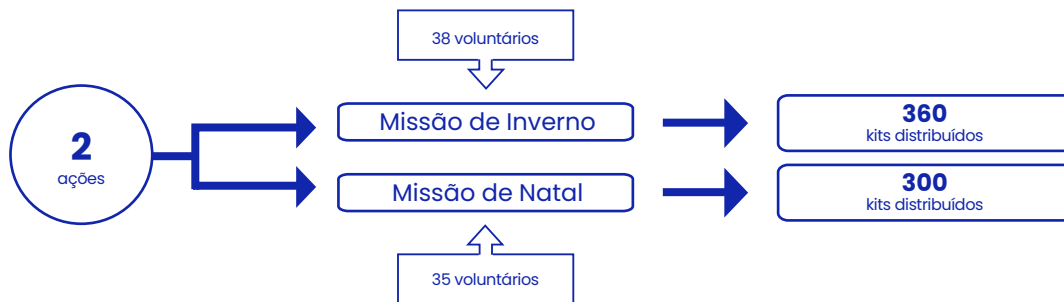 38 voluntários
2
ações
Missão de Inverno
360
kits distribuídos
Missão de Natal
300
kits distribuídos
35 voluntários